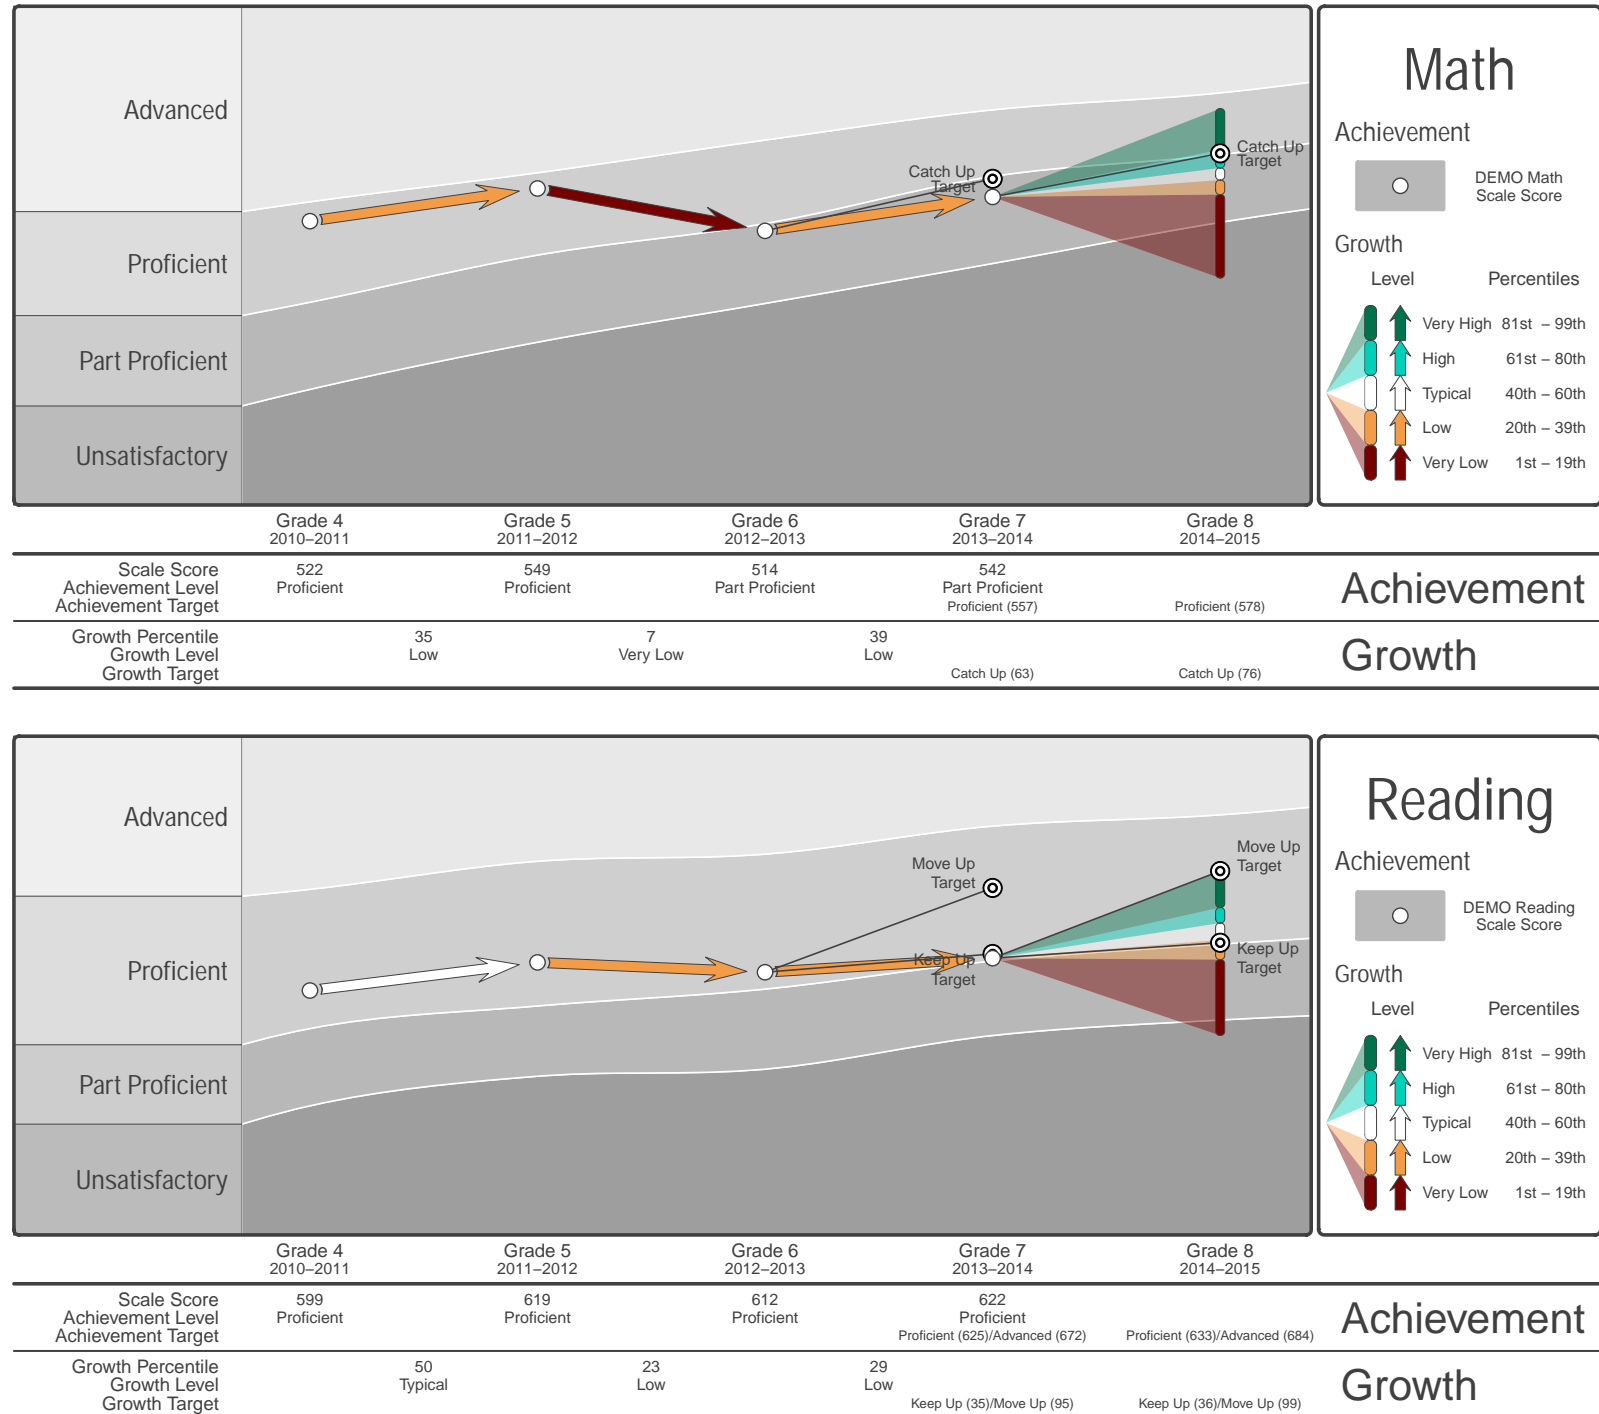 Advanced
Proficient
Part Proficient
Unsatisfactory
Catch Up
Target
Catch Up
Target
Math
Achievement
DEMO Math
Scale Score
Growth
Level Percentiles
Very High 81st – 99th
High 61st – 80th
Typical 40th – 60th
Low 20th – 39th
Very Low 1st – 19th
Grade 4 Grade 5 Grade 6 Grade 7 Grade 8
2010–2011 2011–2012 2012–2013 2013–2014 2014–2015
Scale Score 522 549 514 542
Achievement Level Proficient Proficient Part Proficient Part Proficient
Achievement Target Proficient (557) Proficient (578)
Achievement
Growth Percentile 35 7 39
Growth Level Low Very Low Low
Growth Target Catch Up (63) Catch Up (76)
Growth
Advanced
Proficient
Part Proficient
Unsatisfactory
Move Up
Target
Keep Up
Target
Move Up
Target
Keep Up
Target
Reading
Achievement
DEMO Reading
Scale Score
Growth
Level Percentiles
Very High 81st – 99th
High 61st – 80th
Typical 40th – 60th
Low 20th – 39th
Very Low 1st – 19th
Grade 4 Grade 5 Grade 6 Grade 7 Grade 8
2010–2011 2011–2012 2012–2013 2013–2014 2014–2015
Scale Score 599 619 612 622
Achievement Level Proficient Proficient Proficient Proficient
Achievement Target Proficient (625)/Advanced (672) Proficient (633)/Advanced (684)
Achievement
Growth Percentile 50 23 29
Growth Level Typical Low Low
Growth Target Keep Up (35)/Move Up (95) Keep Up (36)/Move Up (99)
Growth